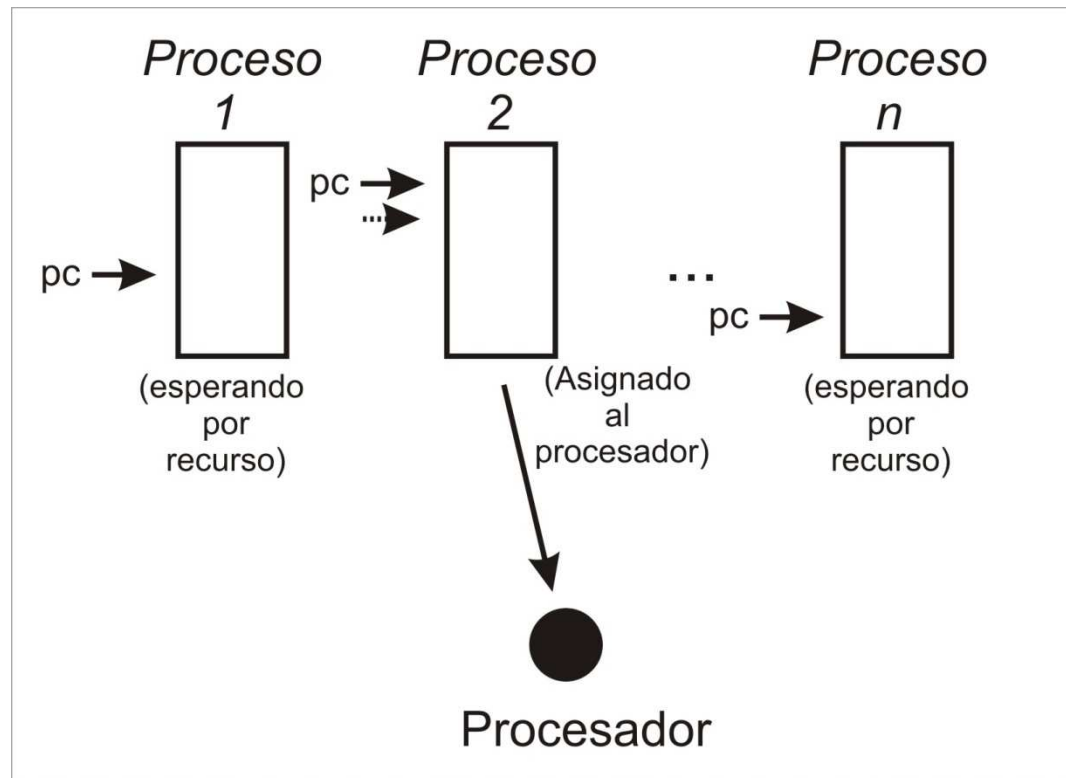 Proceso
1
Proceso
2
Proceso
n
pc
pc
...
pc
(esperando
por
recurso)
(Asignado
al
procesador)
(esperando
por
recurso)
Procesador